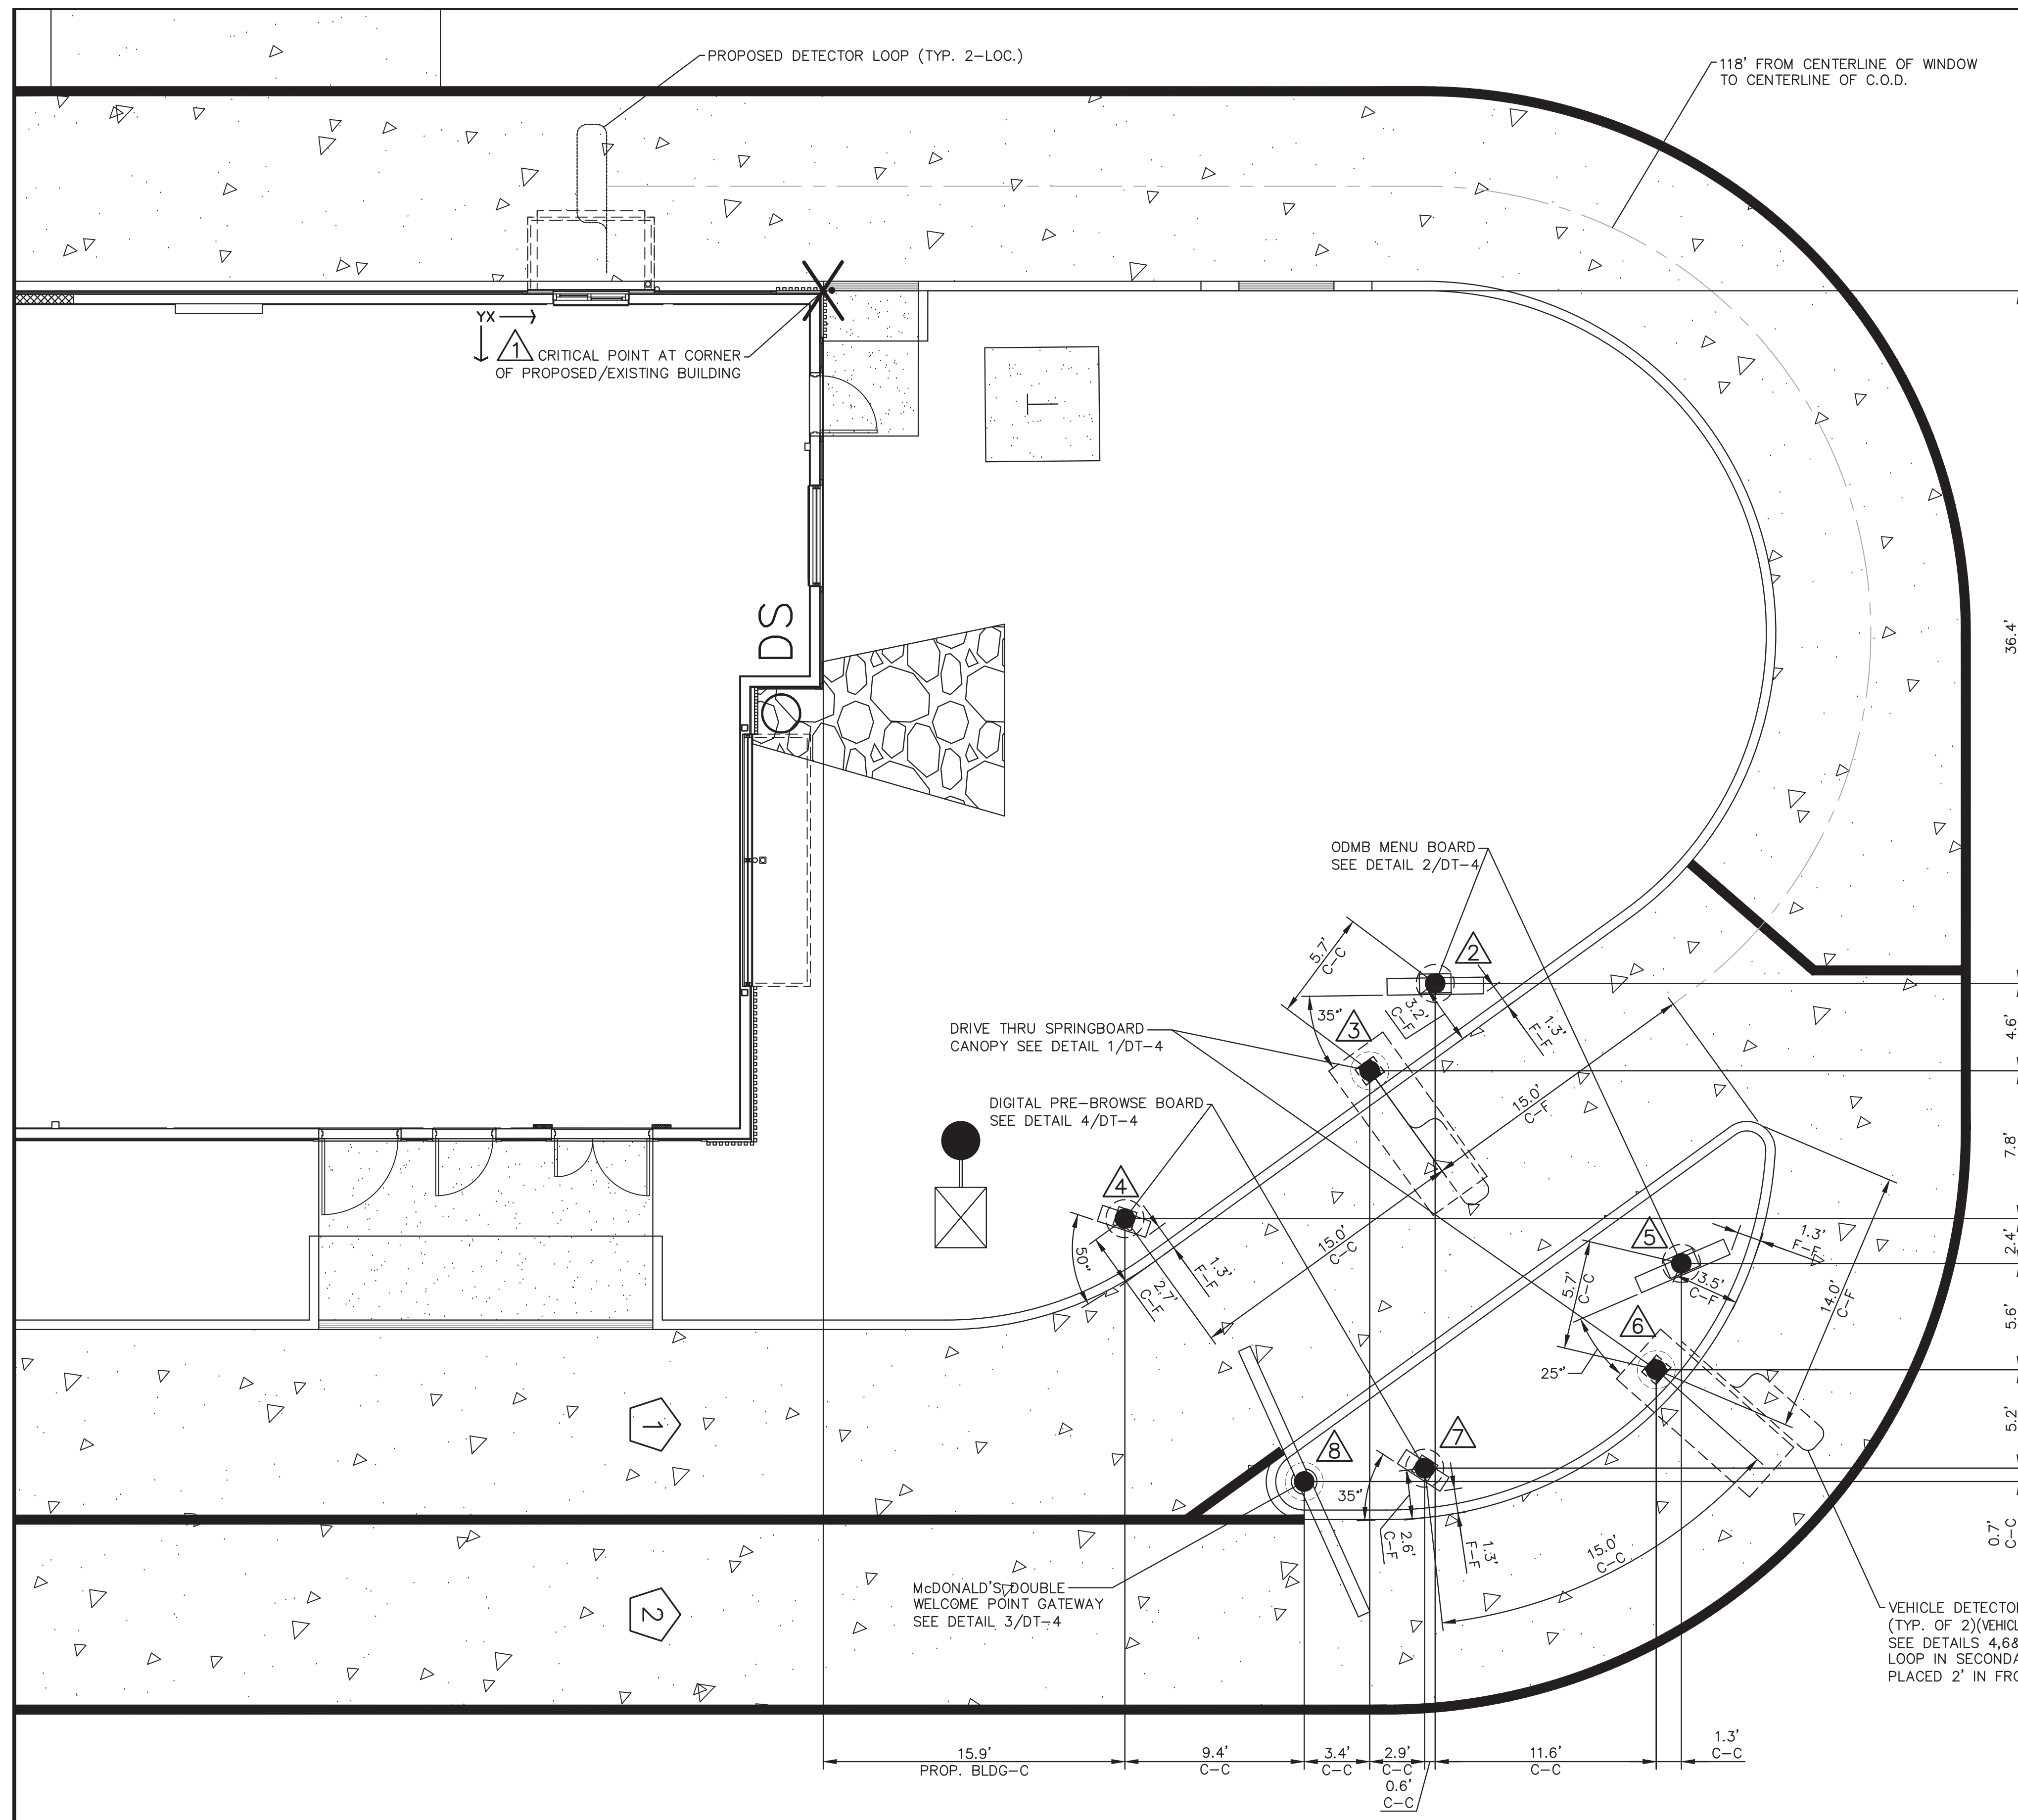 PROPOSED DETECTOR LOOP (TYP. 2-LOC.)
118' FROM CENTERLINE OF WINDOW
TO CENTERLINE OF C.O.D.
YX
1
CRITICAL POINT AT CORNER
OF PROPOSED/EXISTING BUILDING
T
DS
36.4'
ODMB MENU BOARD
SEE DETAIL 2/DT-4
5.7'
C-C
2
35°'
3
3.2'
C-F
1.3'
F-F
4.6'
DRIVE THRU SPRINGBOARD
CANOPY SEE DETAIL 1/DT-4
15.0'
C-F
DIGITAL PRE-BROWSE BOARD
SEE DETAIL 4/DT-4
7.8'
4
50°'
1.3'
F-F
2.7'
C-F
15.0'
C-C
5
1.3'
F-F
2.4'
5.7'
C-C
3.5'
C-F
14.0'
C-F
5.6'
6
25°'
1
8
7
5.2'
35°'
2.6'
C-F
1.3'
F-F
15.0'
C-C
0.7'
C-C
McDONALD'S DOUBLE
WELCOME POINT GATEWAY
SEE DETAIL 3/DT-4
2
VEHICLE DETECTO
(TYP. OF 2)(VEHICL
SEE DETAILS 4,6&
LOOP IN SECONDA
PLACED 2' IN FRO
15.9'
PROP. BLDG-C
9.4'
C-C
3.4'
C-C
2.9'
C-C
0.6'
C-C
11.6'
C-C
1.3'
C-C